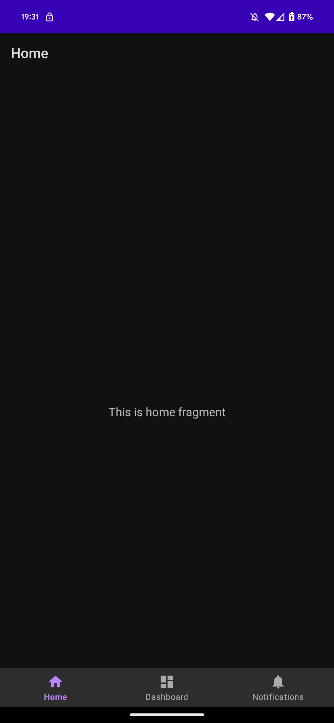 19:31
87%
Home
This is home fragment
Home
Dashboard
Notifications